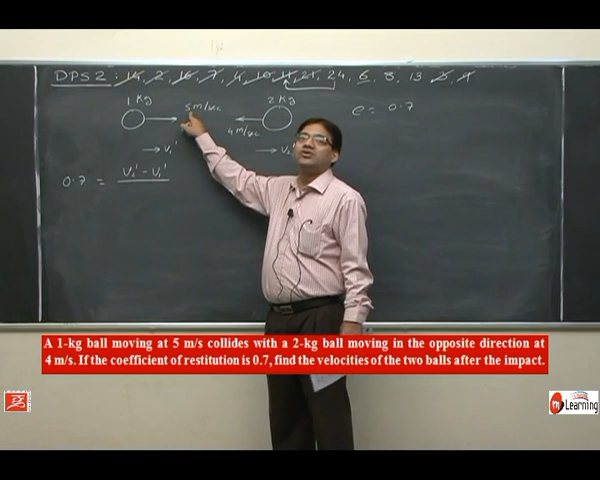 DPS2 : 14, 2, 16, 7, 4, 10, 11, 21, 24, 6, 8, 13, 2, 4
1 Kg 5 m/sec 2 Kg e = 0.7
4 m/sec
→ V₁' → V₂'
0.7 = V₂' - V₁'
A 1-kg ball moving at 5 m/s collides with a 2-kg ball moving in the opposite direction at
4 m/s. If the coefficient of restitution is 0.7, find the velocities of the two balls after the impact.
Learning